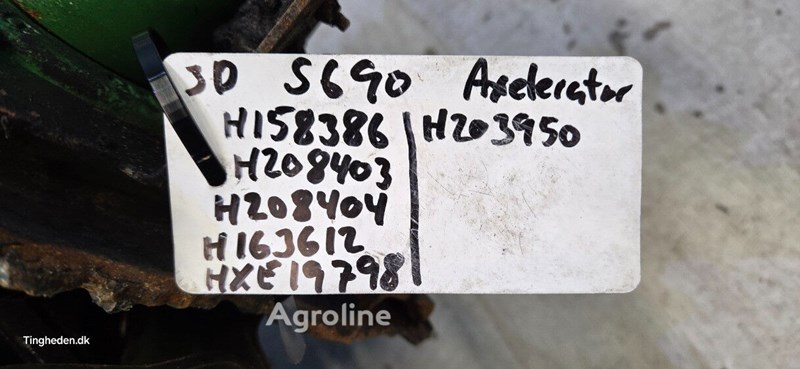 JD S690 Axelerator
H158386 H203950
H208403
H208404
H163612
HXE19798
Agroline
Tingheden.dk